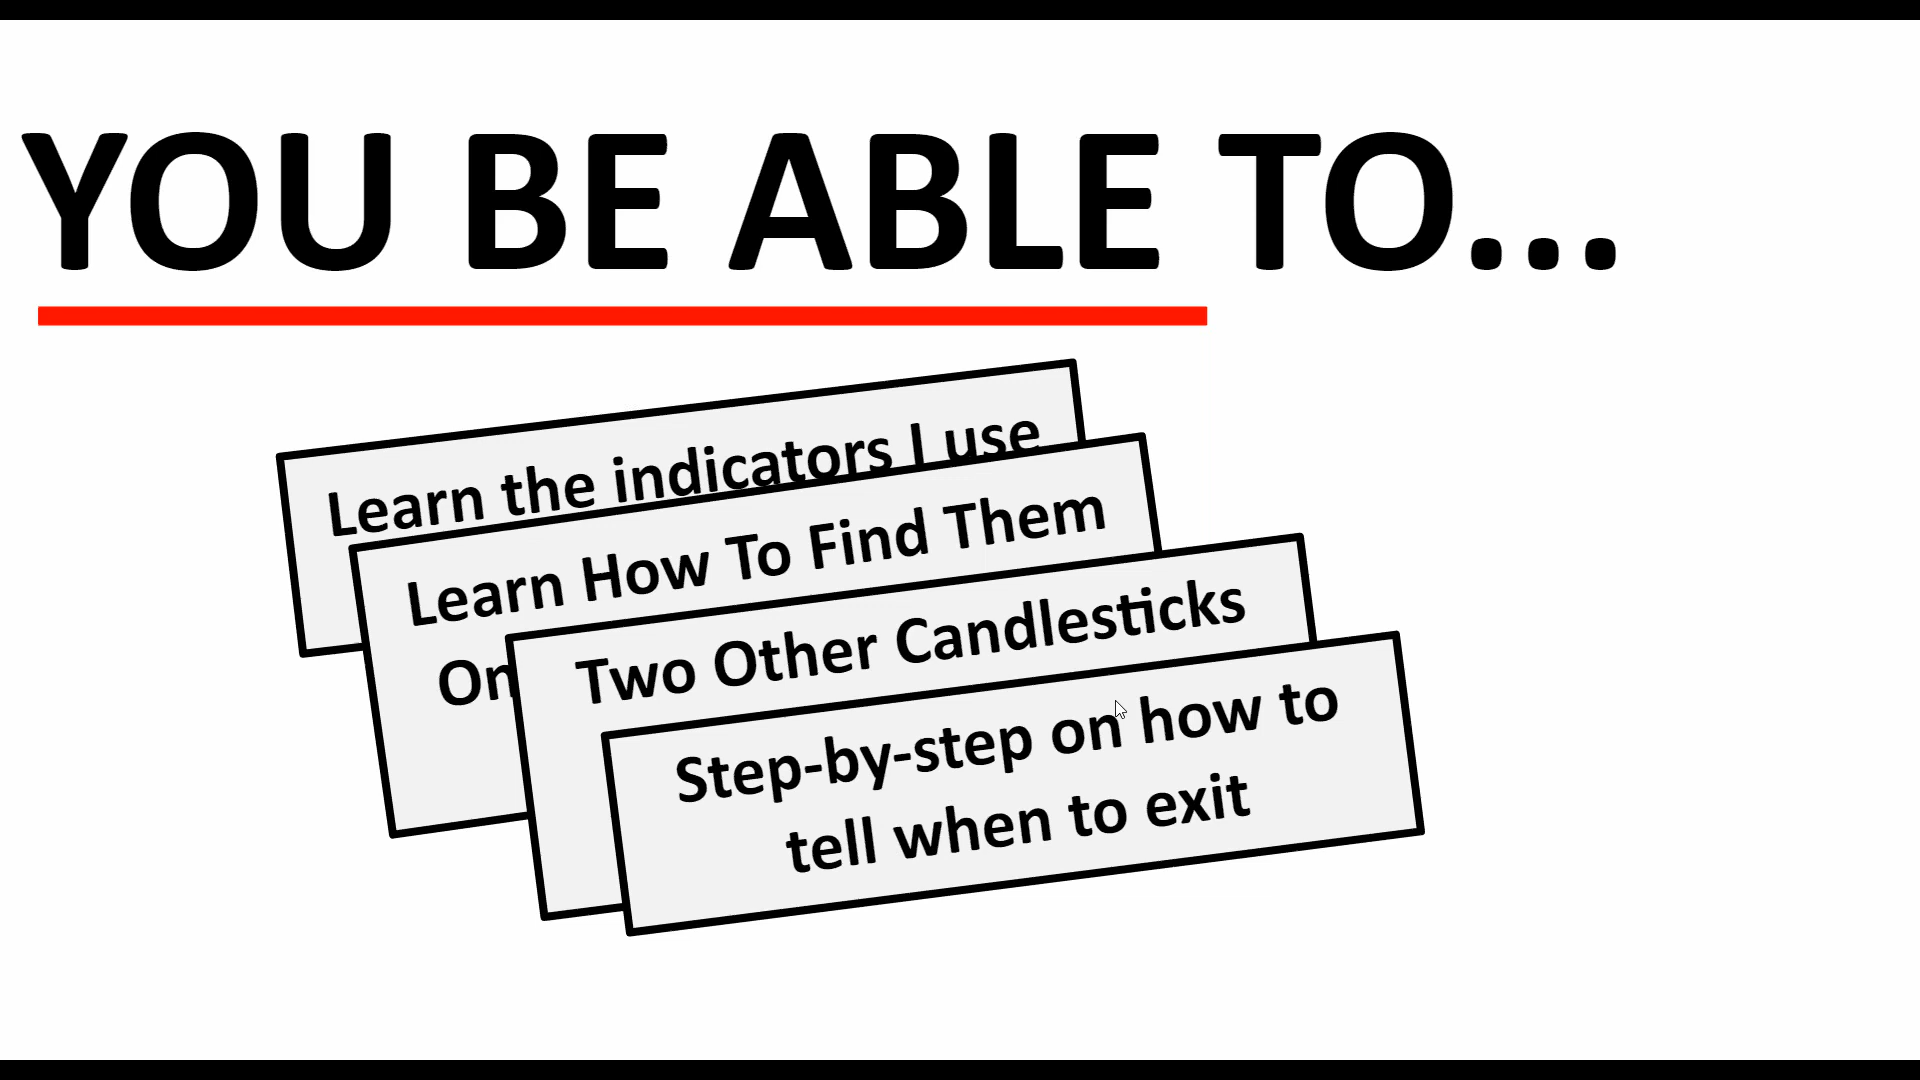 YOU BE ABLE TO...
Learn the indicators I use
Learn How To Find Them
Two Other Candlesticks
Step-by-step on how to
tell when to exit